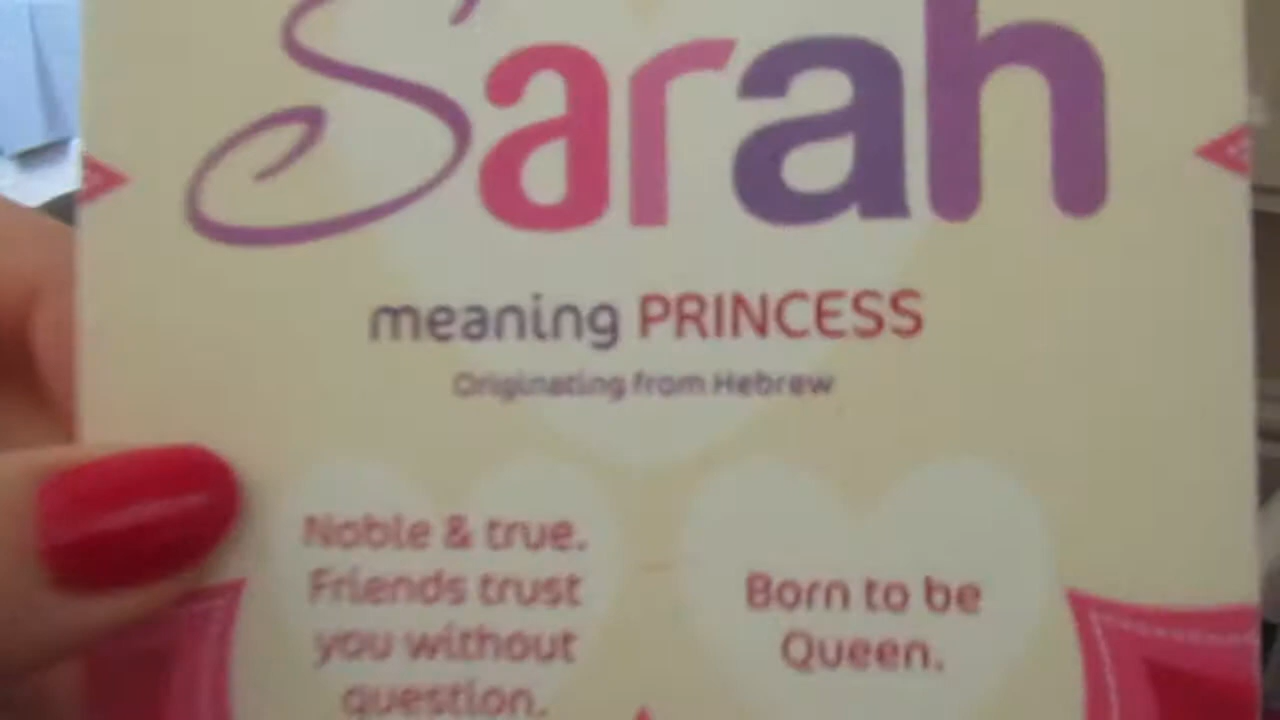 Sarah
meaning PRINCESS
Originating from Hebrew
Noble & true.
Friends trust
you without
question.
Born to be
Queen.